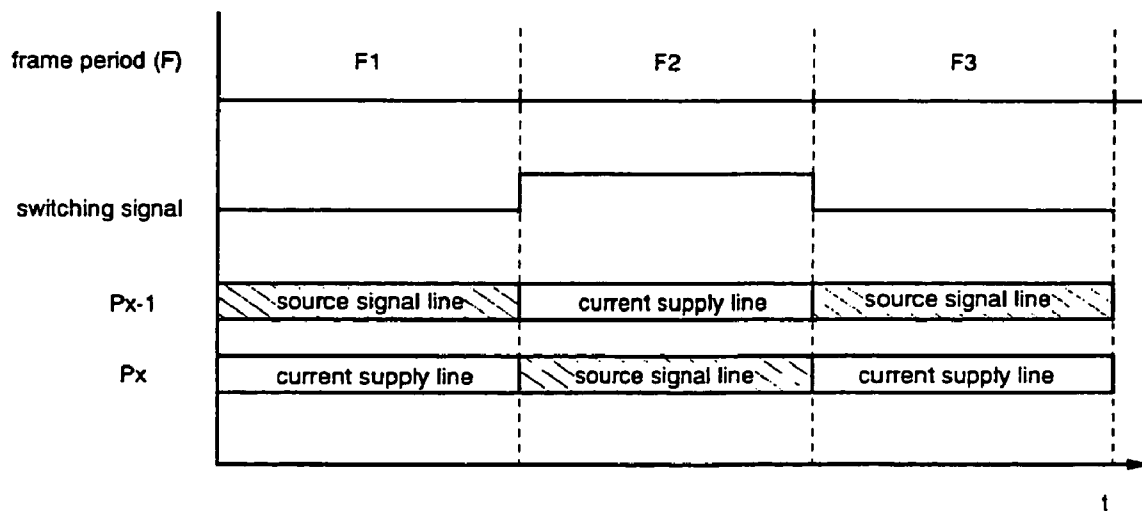 frame period (F) F1 F2 F3
switching signal
Px-1 source signal line current supply line source signal line
Px current supply line source signal line current supply line
t